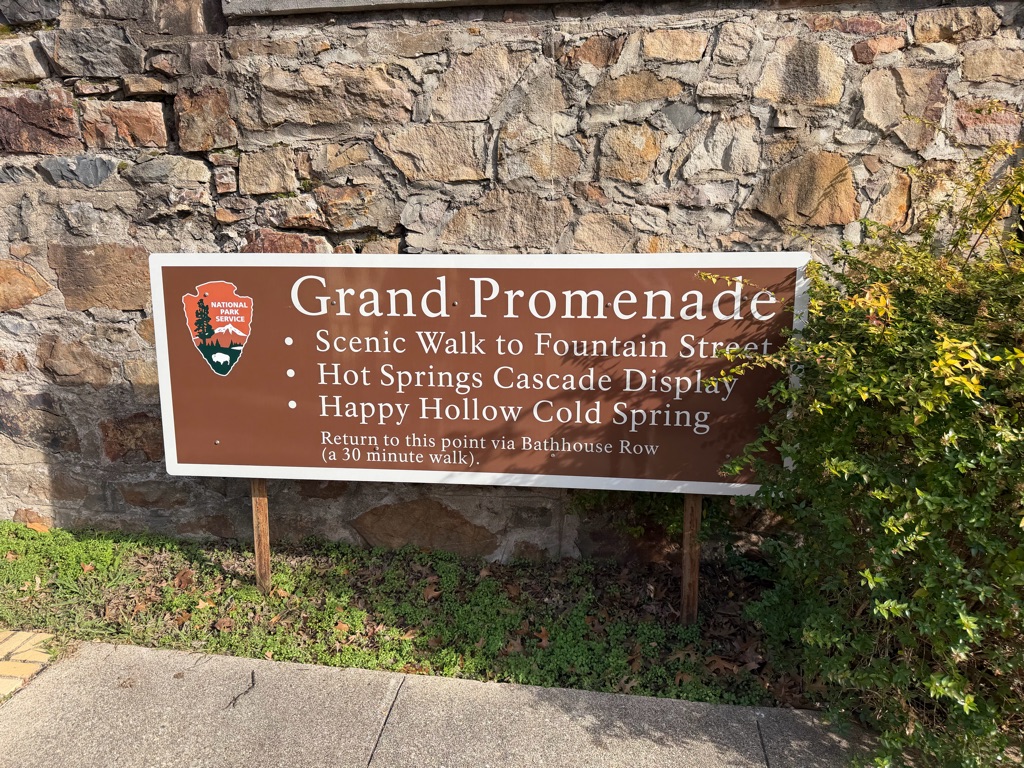 NATIONAL
PARK
SERVICE
Grand Promenade
• Scenic Walk to Fountain Street
• Hot Springs Cascade Display
• Happy Hollow Cold Spring
Return to this point via Bathhouse Row
(a 30 minute walk).